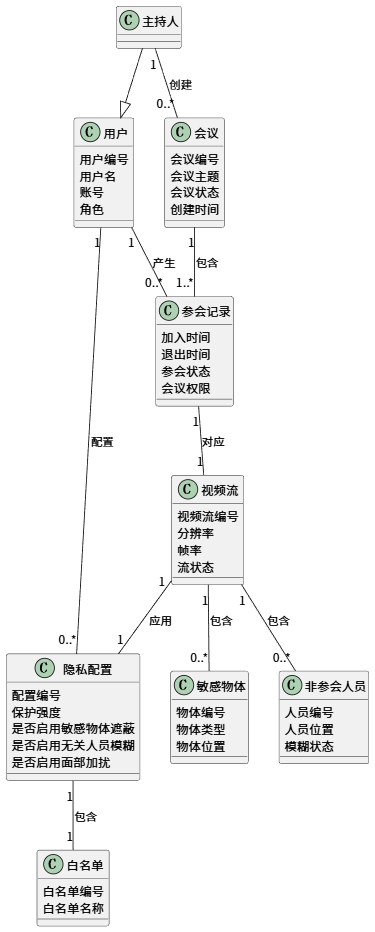 C 主持人
1
创建
0..*
C 用户
用户编号
用户名
账号
角色
C 会议
会议编号
会议主题
会议状态
创建时间
1
1
产生
0..*
1
包含
1..*
C 参会记录
加入时间
退出时间
参会状态
会议权限
配置
0..*
1
对应
1
C 视频流
视频流编号
分辨率
帧率
流状态
1
应用
1
1
包含
0..*
1
包含
0..*
C 隐私配置
配置编号
保护强度
是否启用敏感物体遮蔽
是否启用无关人员模糊
是否启用面部加扰
C 敏感物体
物体编号
物体类型
物体位置
C 非参会人员
人员编号
人员位置
模糊状态
1
包含
1
C 白名单
白名单编号
白名单名称